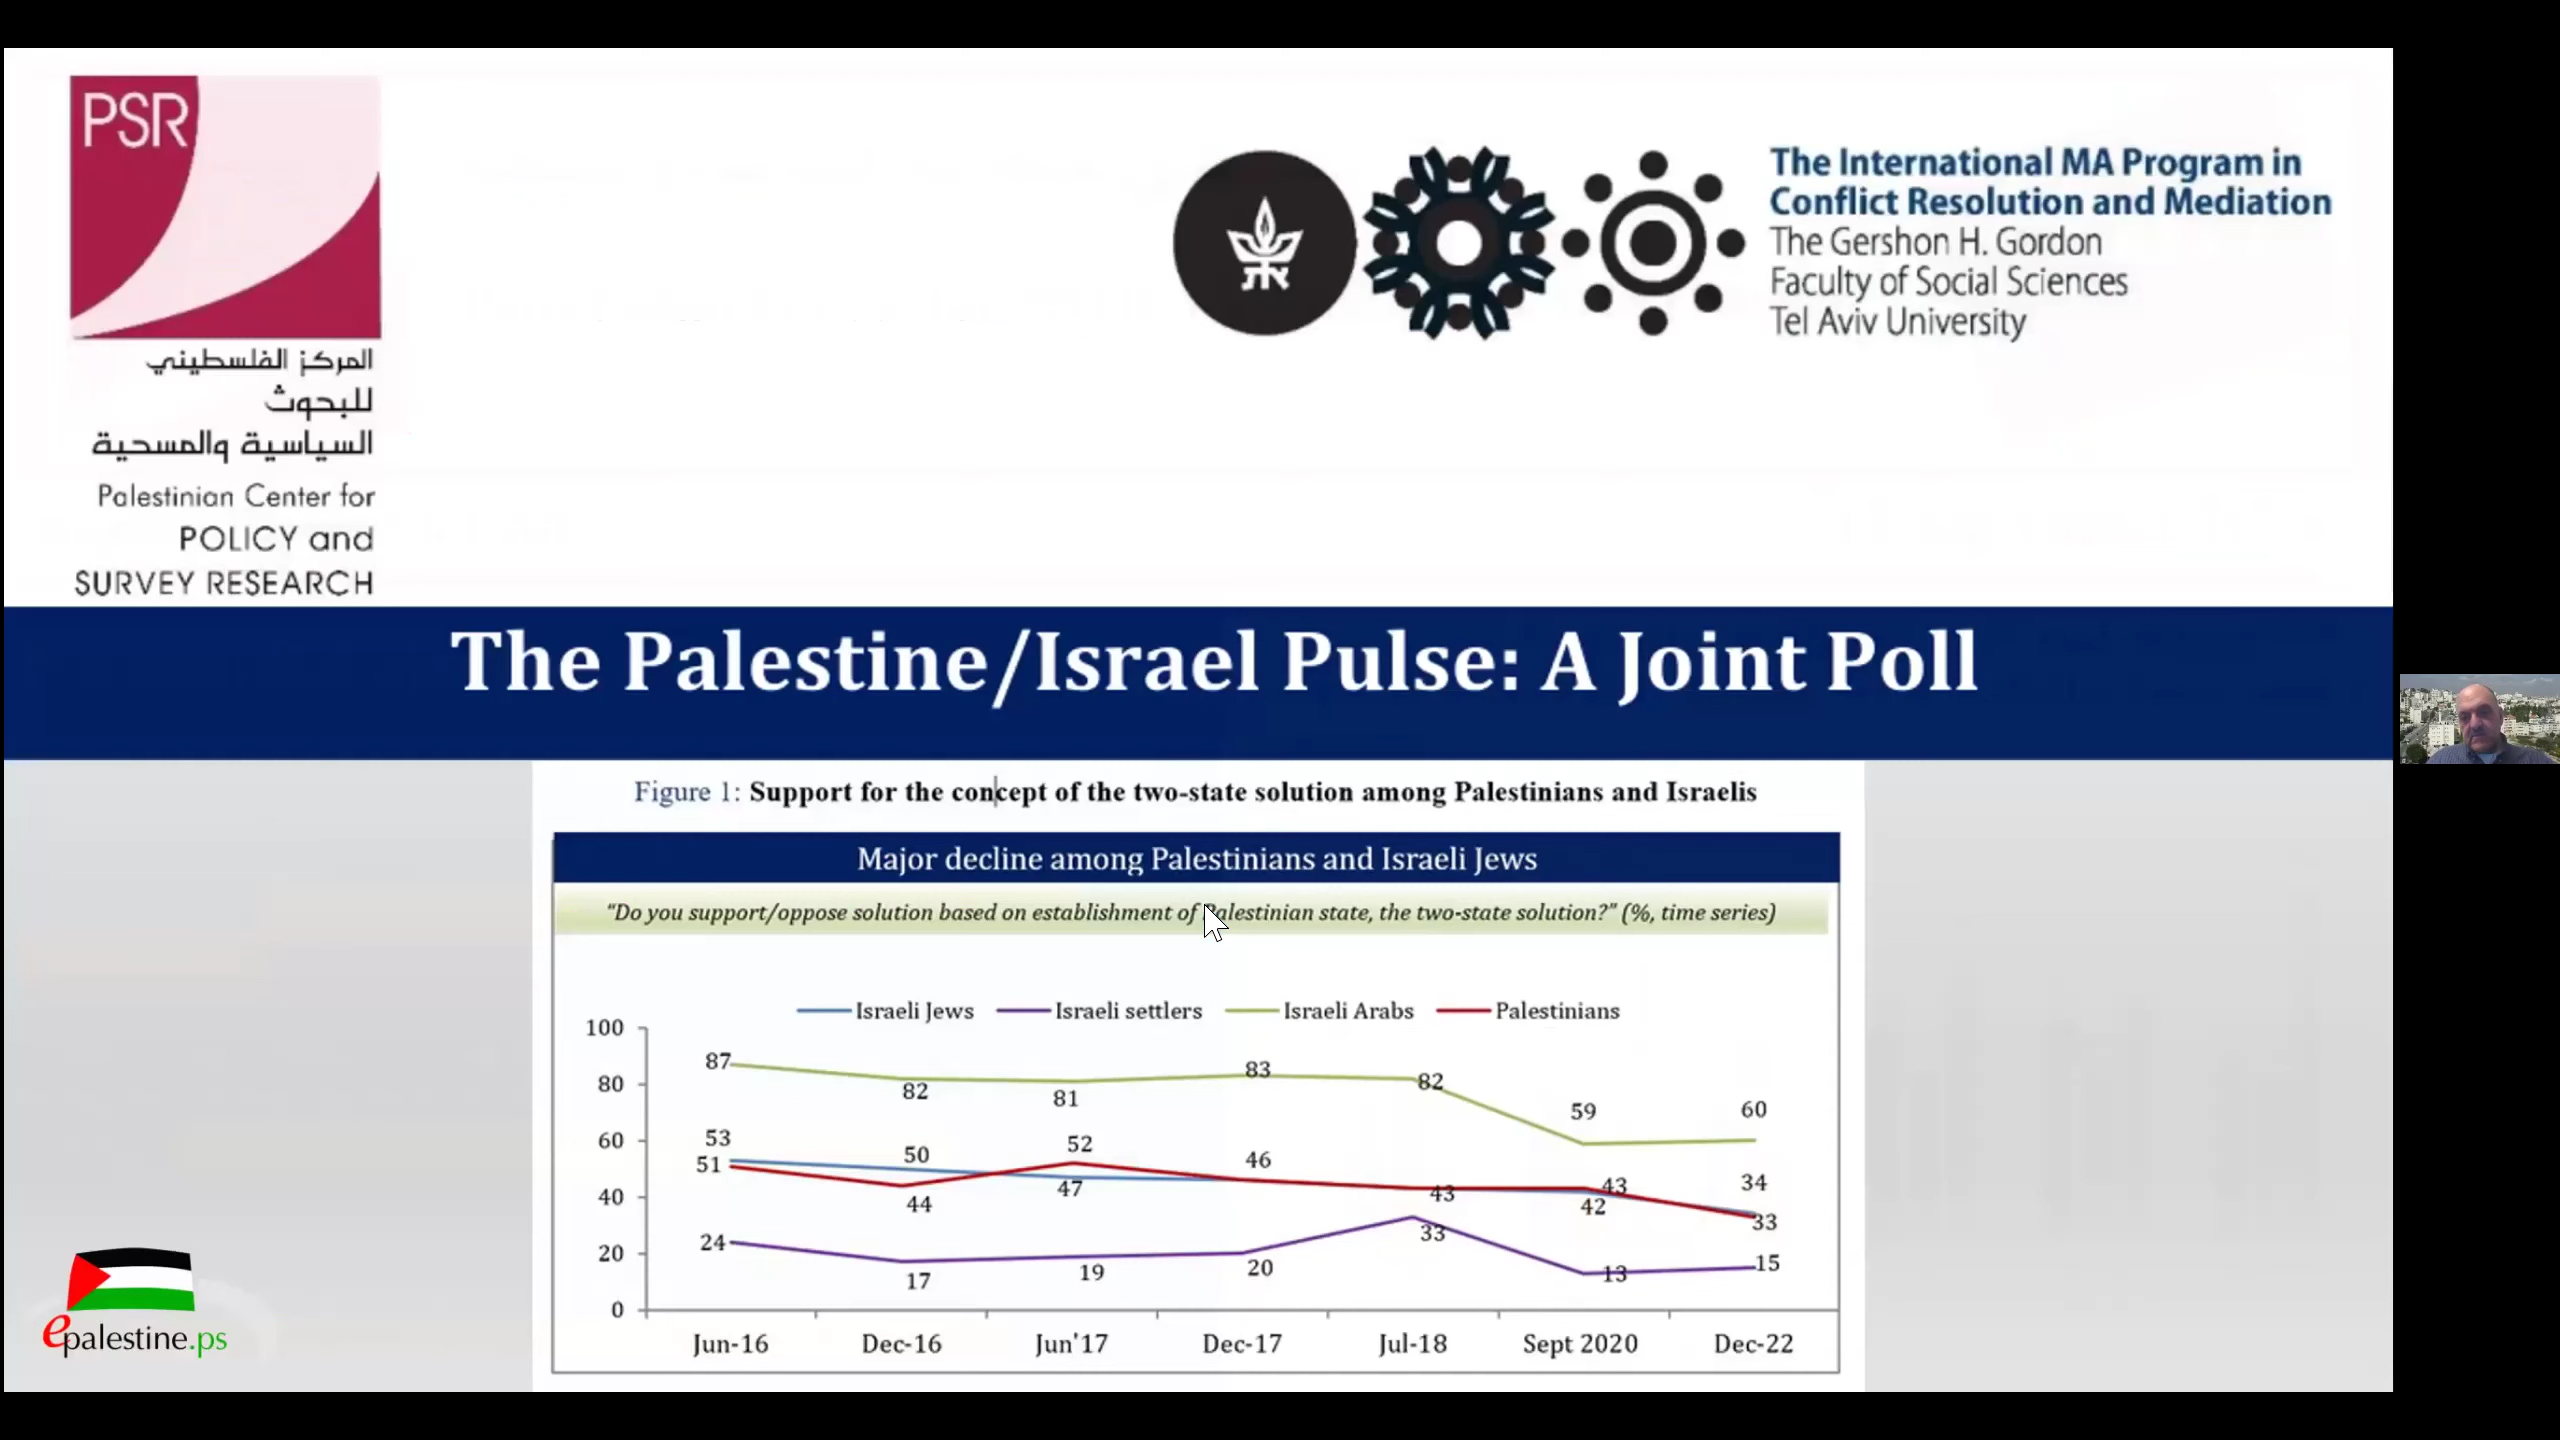 PSR
المركز الفلسطيني
للبحوث
السياسية والمسحية
Palestinian Center for
POLICY and
SURVEY RESEARCH
את
The International MA Program in
Conflict Resolution and Mediation
The Gershon H. Gordon
Faculty of Social Sciences
Tel Aviv University
The Palestine/Israel Pulse: A Joint Poll
Figure 1: Support for the concept of the two-state solution among Palestinians and Israelis
Major decline among Palestinians and Israeli Jews
“Do you support/oppose solution based on establishment of Palestinian state, the two-state solution?” (%, time series)
Israeli Jews Israeli settlers Israeli Arabs Palestinians
100
80
60
40
20
0
87 82 81 83 82 59 60
53 50 52 46 43 34
51 44 47 43 42 33
24 17 19 20 33 13 15
Jun-16 Dec-16 Jun'17 Dec-17 Jul-18 Sept 2020 Dec-22
epalestine.ps